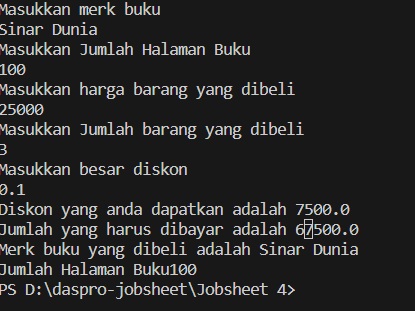 Masukkan merk buku
Sinar Dunia
Masukkan Jumlah Halaman Buku
100
Masukkan harga barang yang dibeli
25000
Masukkan Jumlah barang yang dibeli
3
Masukkan besar diskon
0.1
Diskon yang anda dapatkan adalah 7500.0
Jumlah yang harus dibayar adalah 67500.0
Merk buku yang dibeli adalah Sinar Dunia
Jumlah Halaman Buku100
PS D:\daspro-jobsheet\Jobsheet 4>